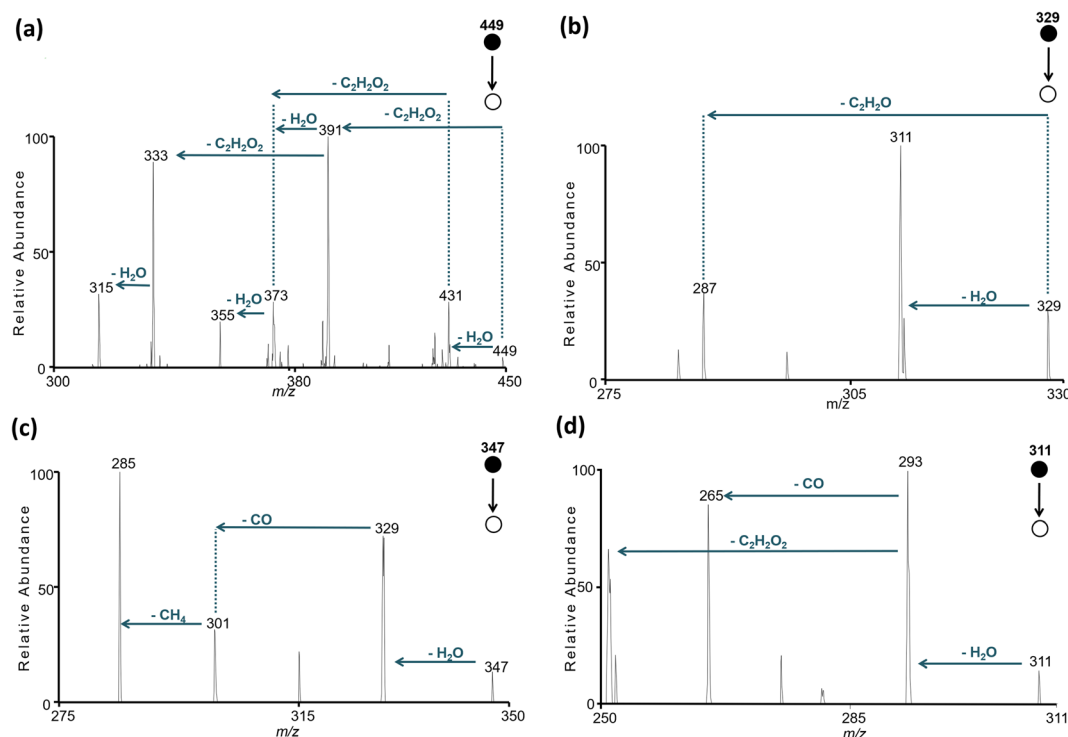 (a)
449
- C₂H₂O₂
- H₂O
- C₂H₂O₂
391
100
333
- C₂H₂O₂
Relative Abundance
50
- H₂O
315
- H₂O
373
431
355
- H₂O
449
0
300
380
450
m/z
(b)
329
- C₂H₂O
311
100
Relative Abundance
50
287
- H₂O
329
0
275
305
330
m/z
(c)
347
285
100
- CO
329
Relative Abundance
50
- CH₄
301
- H₂O
347
0
275
315
350
m/z
(d)
311
293
100
- CO
265
- C₂H₂O₂
Relative Abundance
50
- H₂O
311
0
250
285
311
m/z